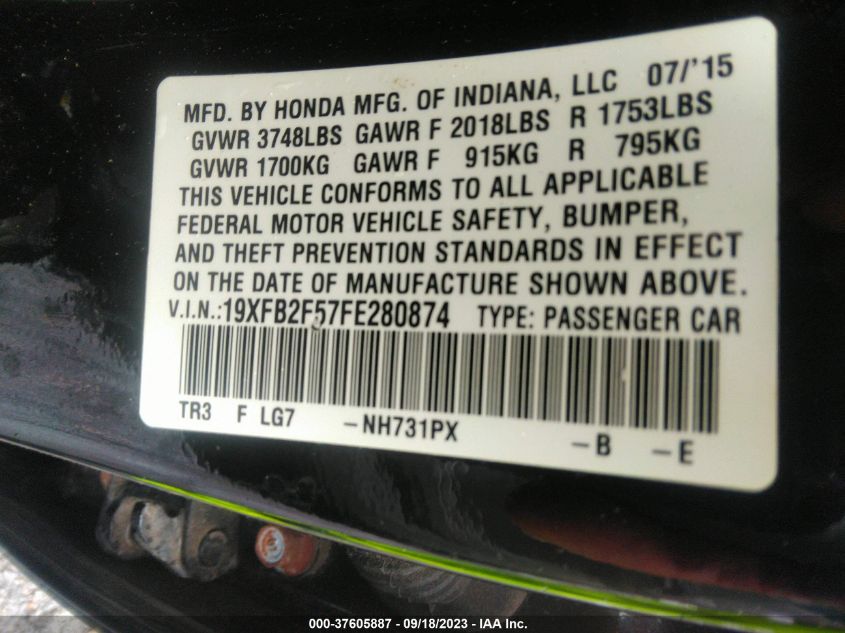 MFD. BY HONDA MFG. OF INDIANA, LLC 07/'15
GVWR 3748LBS GAWR F 2018LBS R 1753LBS
GVWR 1700KG GAWR F 915KG R 795KG
THIS VEHICLE CONFORMS TO ALL APPLICABLE
FEDERAL MOTOR VEHICLE SAFETY, BUMPER,
AND THEFT PREVENTION STANDARDS IN EFFECT
ON THE DATE OF MANUFACTURE SHOWN ABOVE.
V.I.N.:19XFB2F57FE280874 TYPE: PASSENGER CAR
TR3 F LG7 -NH731PX -B -E
000-37605887 - 09/18/2023 - IAA Inc.